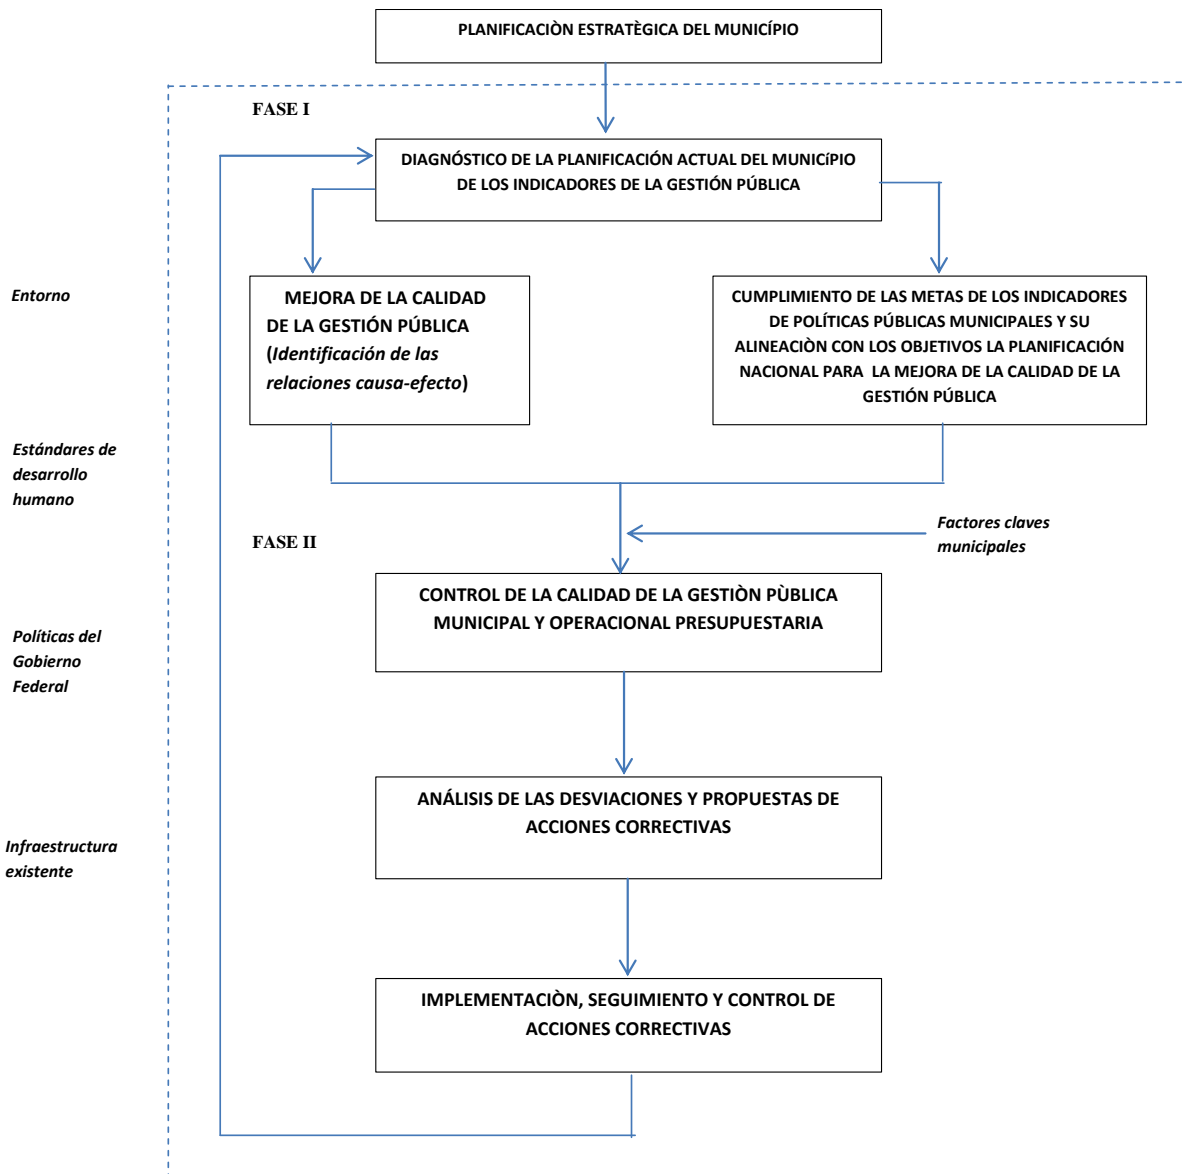 PLANIFICACIÒN ESTRATÈGICA DEL MUNICÍPIO
FASE I
DIAGNÓSTICO DE LA PLANIFICACIÓN ACTUAL DEL MUNICíPIO
DE LOS INDICADORES DE LA GESTIÓN PÚBLICA
Entorno
MEJORA DE LA CALIDAD
DE LA GESTIÓN PÚBLICA
(Identificación de las
relaciones causa-efecto)
CUMPLIMIENTO DE LAS METAS DE LOS INDICADORES
DE POLÍTICAS PÚBLICAS MUNICIPALES Y SU
ALINEACIÒN CON LOS OBJETIVOS LA PLANIFICACIÓN
NACIONAL PARA LA MEJORA DE LA CALIDAD DE LA
GESTIÓN PÚBLICA
Estándares de
desarrollo
humano
Factores claves
municipales
FASE II
CONTROL DE LA CALIDAD DE LA GESTIÒN PÙBLICA
MUNICIPAL Y OPERACIONAL PRESUPUESTARIA
Políticas del
Gobierno
Federal
ANÁLISIS DE LAS DESVIACIONES Y PROPUESTAS DE
ACCIONES CORRECTIVAS
Infraestructura
existente
IMPLEMENTACIÒN, SEGUIMIENTO Y CONTROL DE
ACCIONES CORRECTIVAS